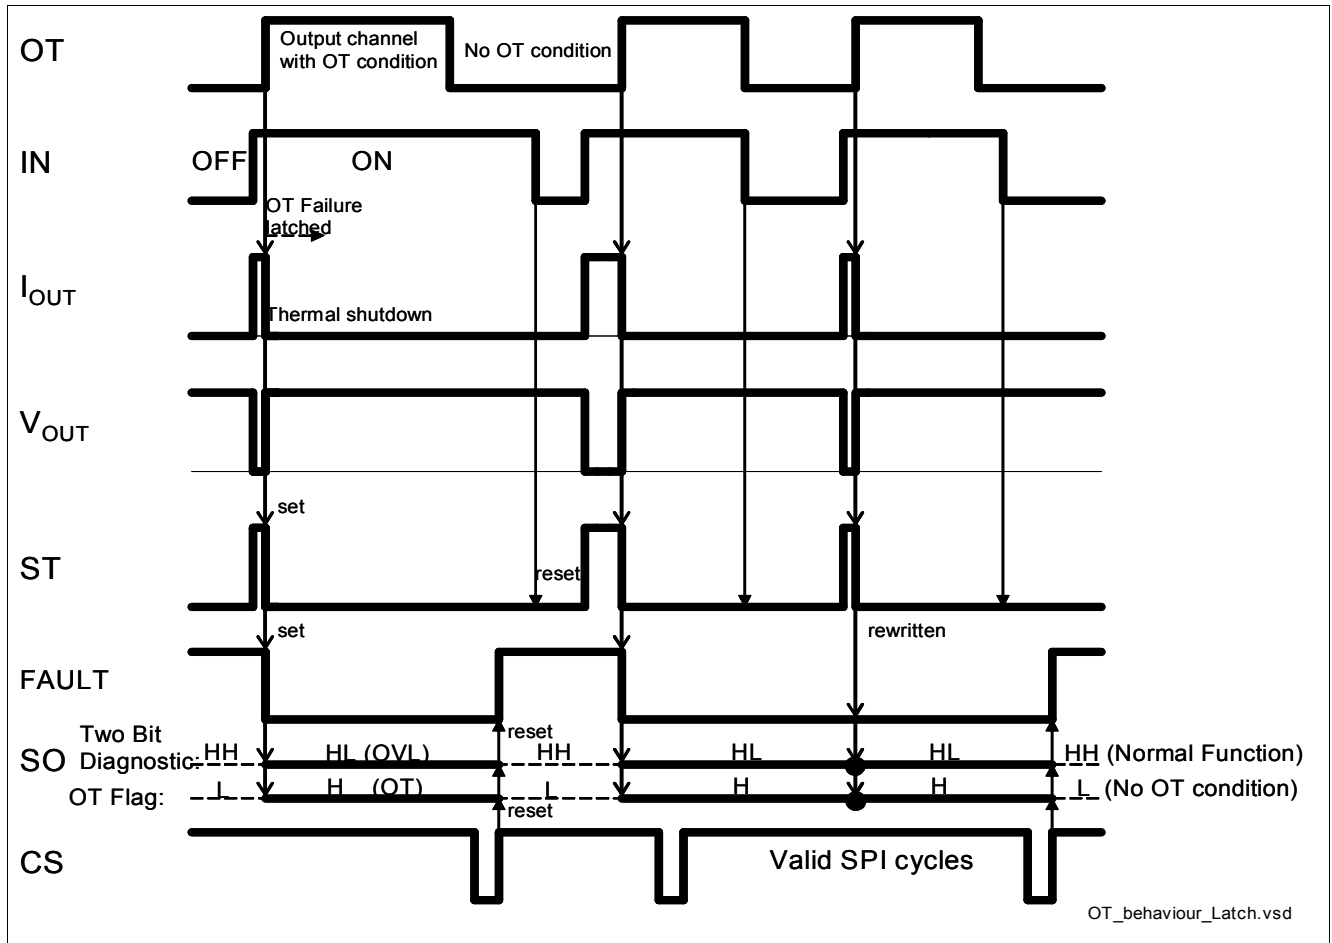 OT
Output channel
with OT condition
No OT condition
IN
OFF
ON
OT Failure
latched
IOUT
Thermal shutdown
VOUT
set
ST
reset
set
rewritten
FAULT
reset
SO
Two Bit
Diagnostic:
HH
HL (OVL)
HH
HL
HL
HH (Normal Function)
OT Flag:
L
H (OT)
L
H
H
L (No OT condition)
reset
CS
Valid SPI cycles
OT_behaviour_Latch.vsd